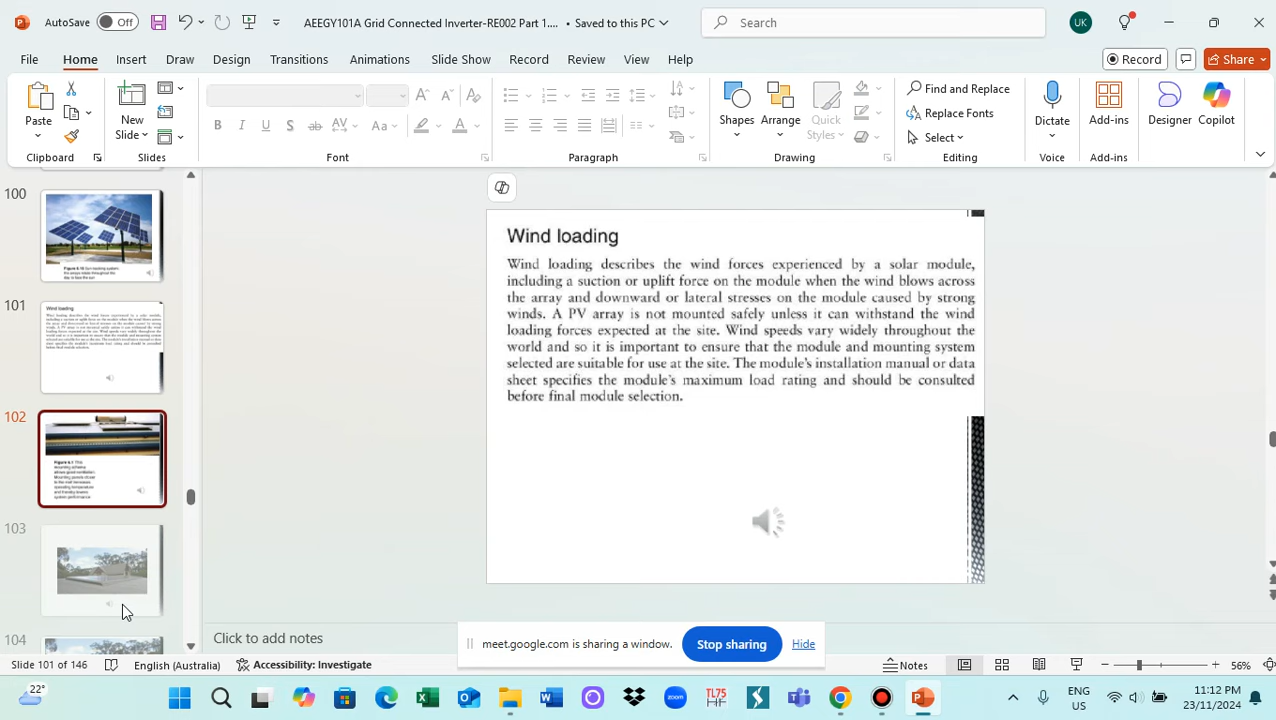 AutoSave Off AEEGY101A Grid Connected Inverter-RE002 Part 1.... • Saved to this PC Search UK
File Home Insert Draw Design Transitions Animations Slide Show Record Review View Help Record Share
Paste New Slide Shapes Arrange Quick Styles Find and Replace Replace Fonts Select Dictate Add-ins Designer Copilot
Clipboard Slides Font Paragraph Drawing Editing Voice Add-ins
100
101
Wind loading
102
103
104
Wind loading
Wind loading describes the wind forces experienced by a solar module,
including a suction or uplift force on the module when the wind blows across
the array and downward or lateral stresses on the module caused by strong
winds. A PV array is not mounted safely unless it can withstand the wind
loading forces expected at the site. Wind speeds vary widely throughout the
world and so it is important to ensure that the module and mounting system
selected are suitable for use at the site. The module's installation manual or data
sheet specifies the module's maximum load rating and should be consulted
before final module selection.
Click to add notes
meet.google.com is sharing a window. Stop sharing Hide
Slide 101 of 146 English (Australia) Accessibility: Investigate Notes 56%
22° zoom TL75 ENG US 11:12 PM 23/11/2024